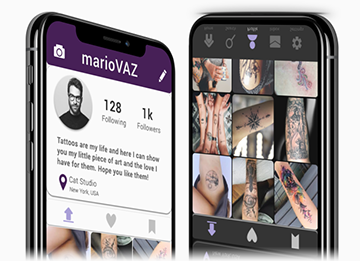 marioVAZ
128
Following
1k
Followers
Tattoos are my life and here I can show
you my little piece of art and the love I
have for them. Hope you like them!
Cat Studio
New York, USA